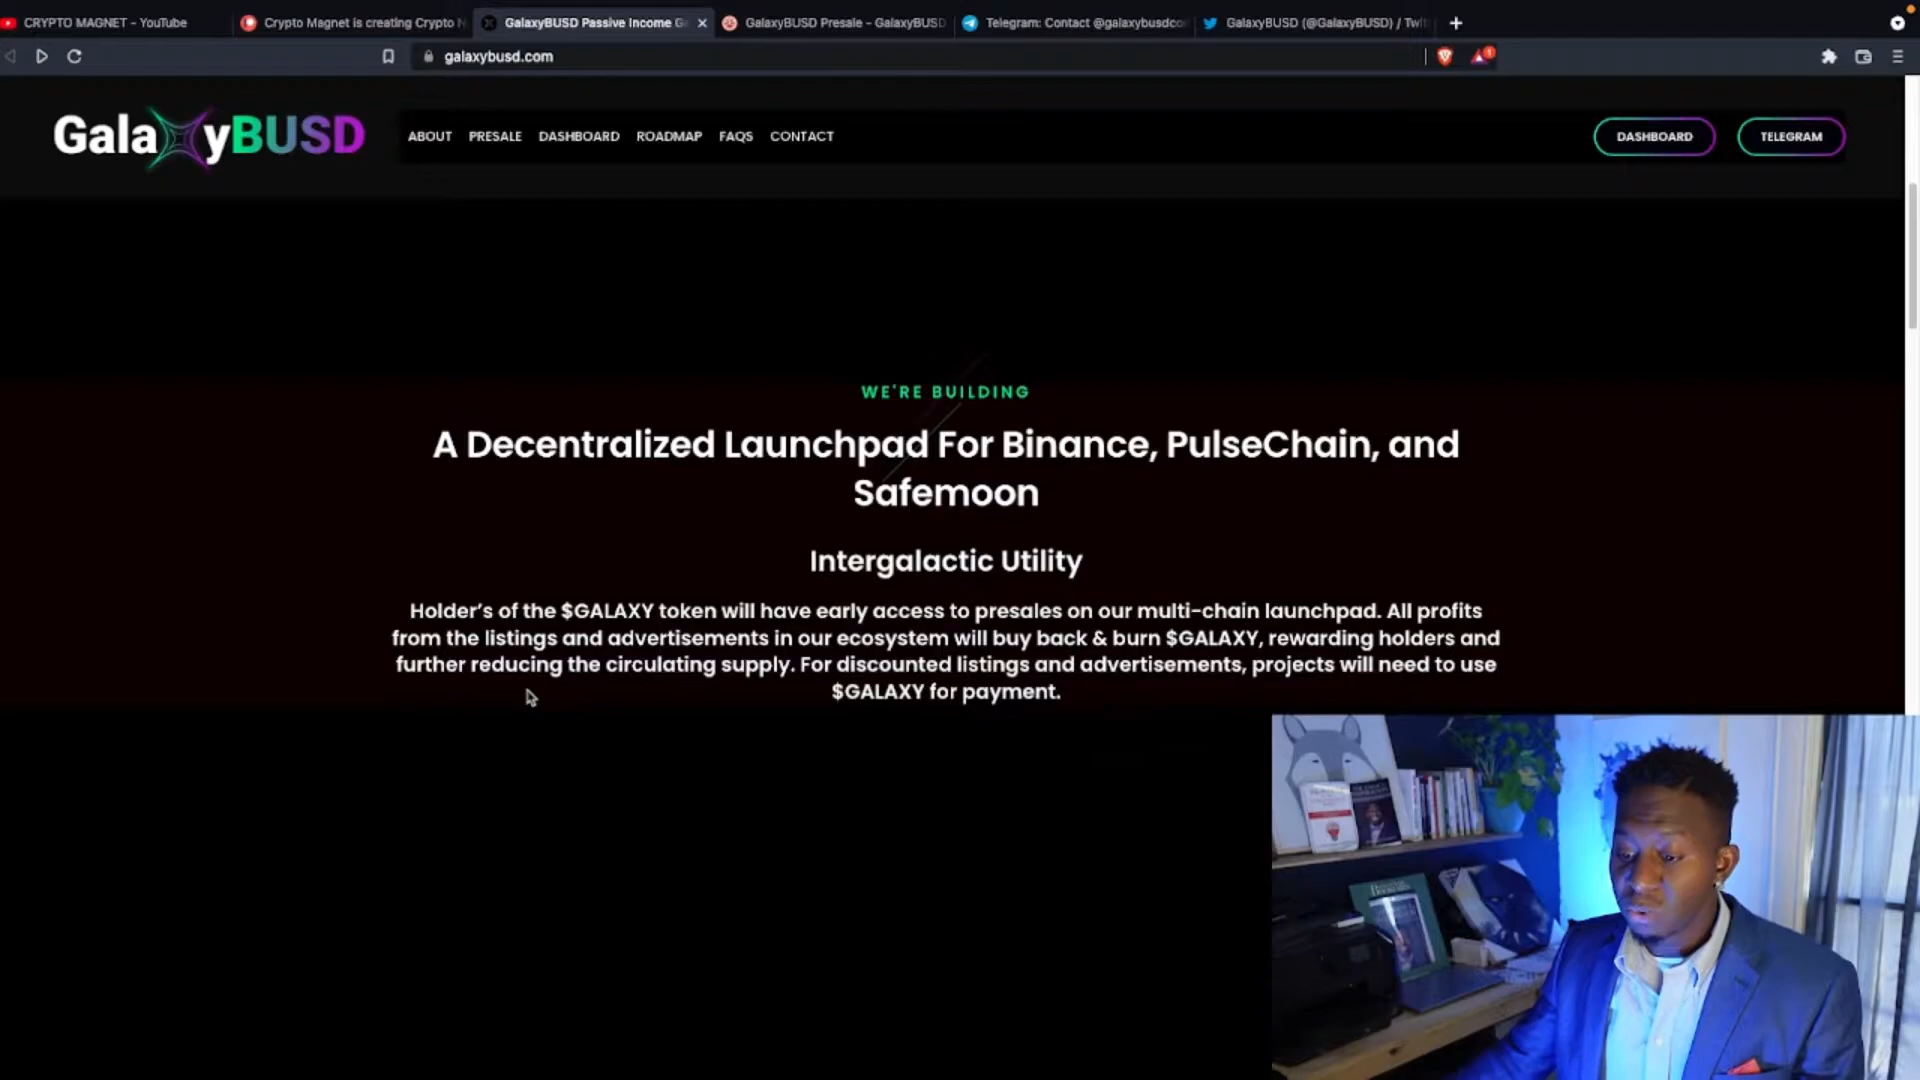 CRYPTO MAGNET - YouTube
Crypto Magnet is creating Crypto N
GalaxyBUSD Passive Income G
GalaxyBUSD Presale - GalaxyBUSD
Telegram: Contact @galaxybusdco
GalaxyBUSD (@GalaxyBUSD) / Twit
galaxybusd.com
1
GalaxyBUSD
ABOUT PRESALE DASHBOARD ROADMAP FAQS CONTACT
DASHBOARD
TELEGRAM
WE'RE BUILDING
A Decentralized Launchpad For Binance, PulseChain, and
Safemoon
Intergalactic Utility
Holder's of the $GALAXY token will have early access to presales on our multi-chain launchpad. All profits
from the listings and advertisements in our ecosystem will buy back & burn $GALAXY, rewarding holders and
further reducing the circulating supply. For discounted listings and advertisements, projects will need to use
$GALAXY for payment.